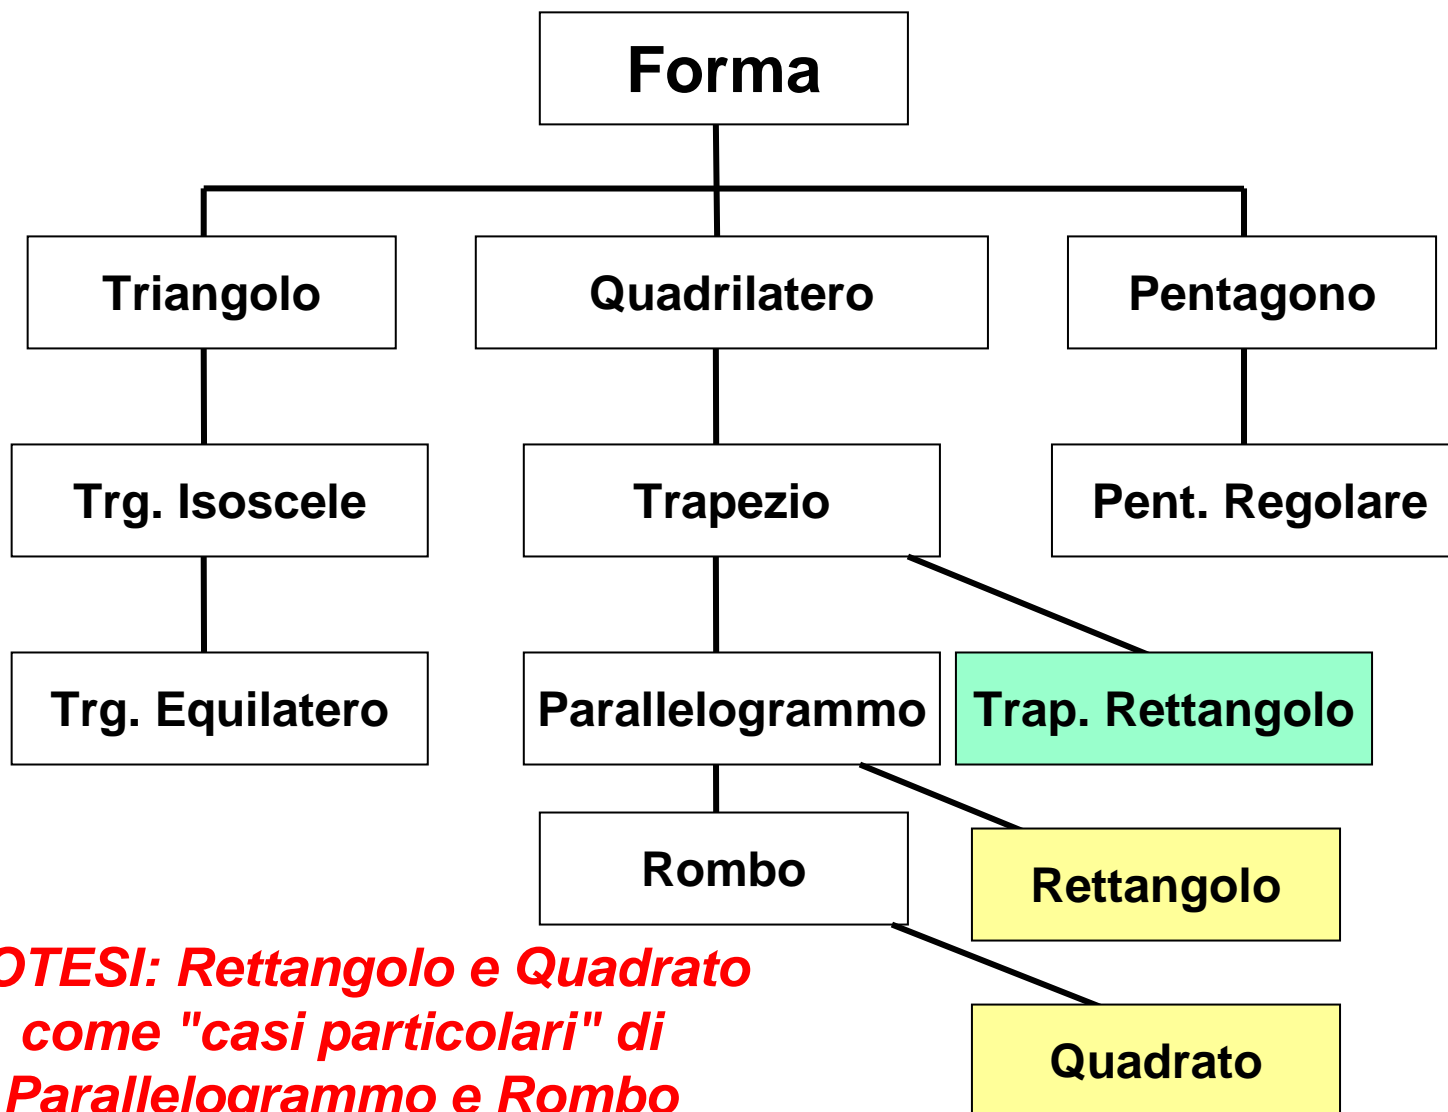 Forma
Triangolo
Quadrilatero
Pentagono
Trg. Isoscele
Trapezio
Pent. Regolare
Trg. Equilatero
Parallelogrammo
Trap. Rettangolo
Rombo
Rettangolo
OTESI: Rettangolo e Quadrato
come "casi particolari" di
Parallelogrammo e Rombo
Quadrato